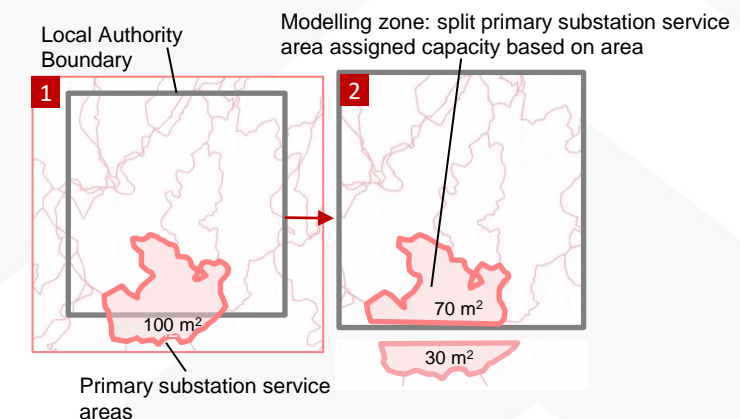 Local Authority
Boundary
Modelling zone: split primary substation service
area assigned capacity based on area
1
2
100 m²
70 m²
30 m²
Primary substation service
areas